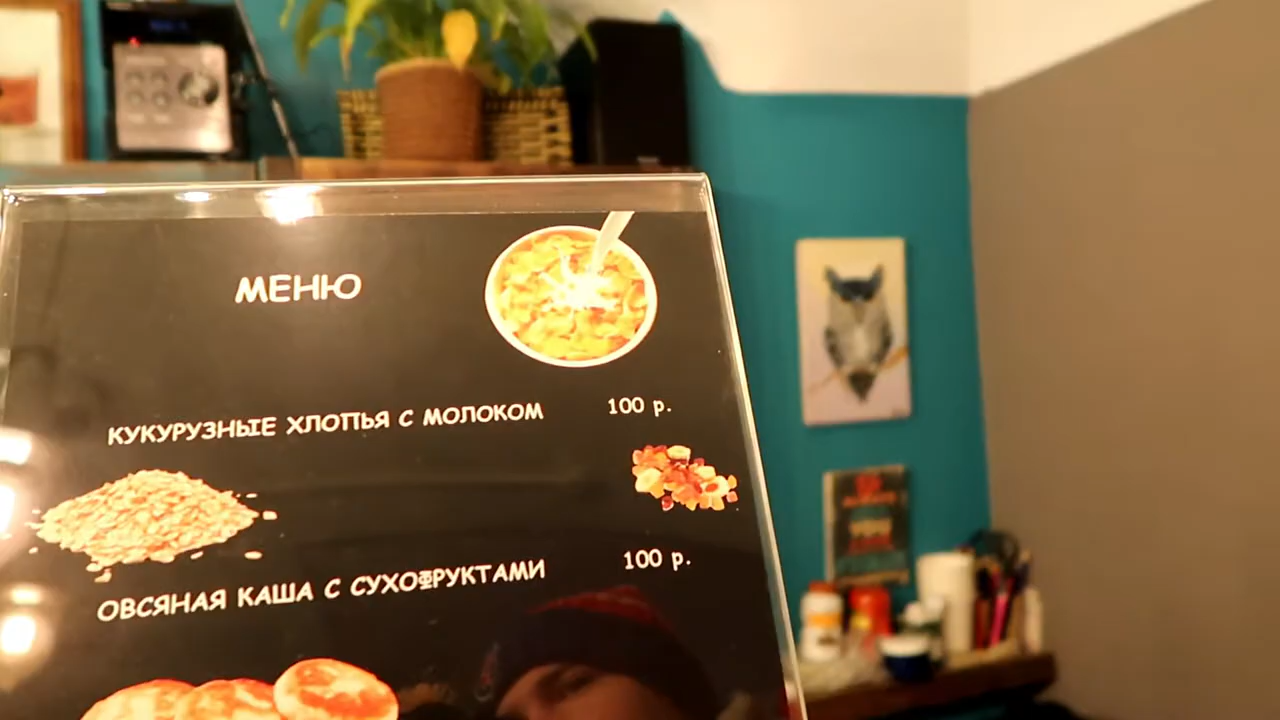 МЕНЮ
КУКУРУЗНЫЕ ХЛОПЬЯ С МОЛОКОМ 100 р.
ОВСЯНАЯ КАША С СУХОФРУКТАМИ 100 р.